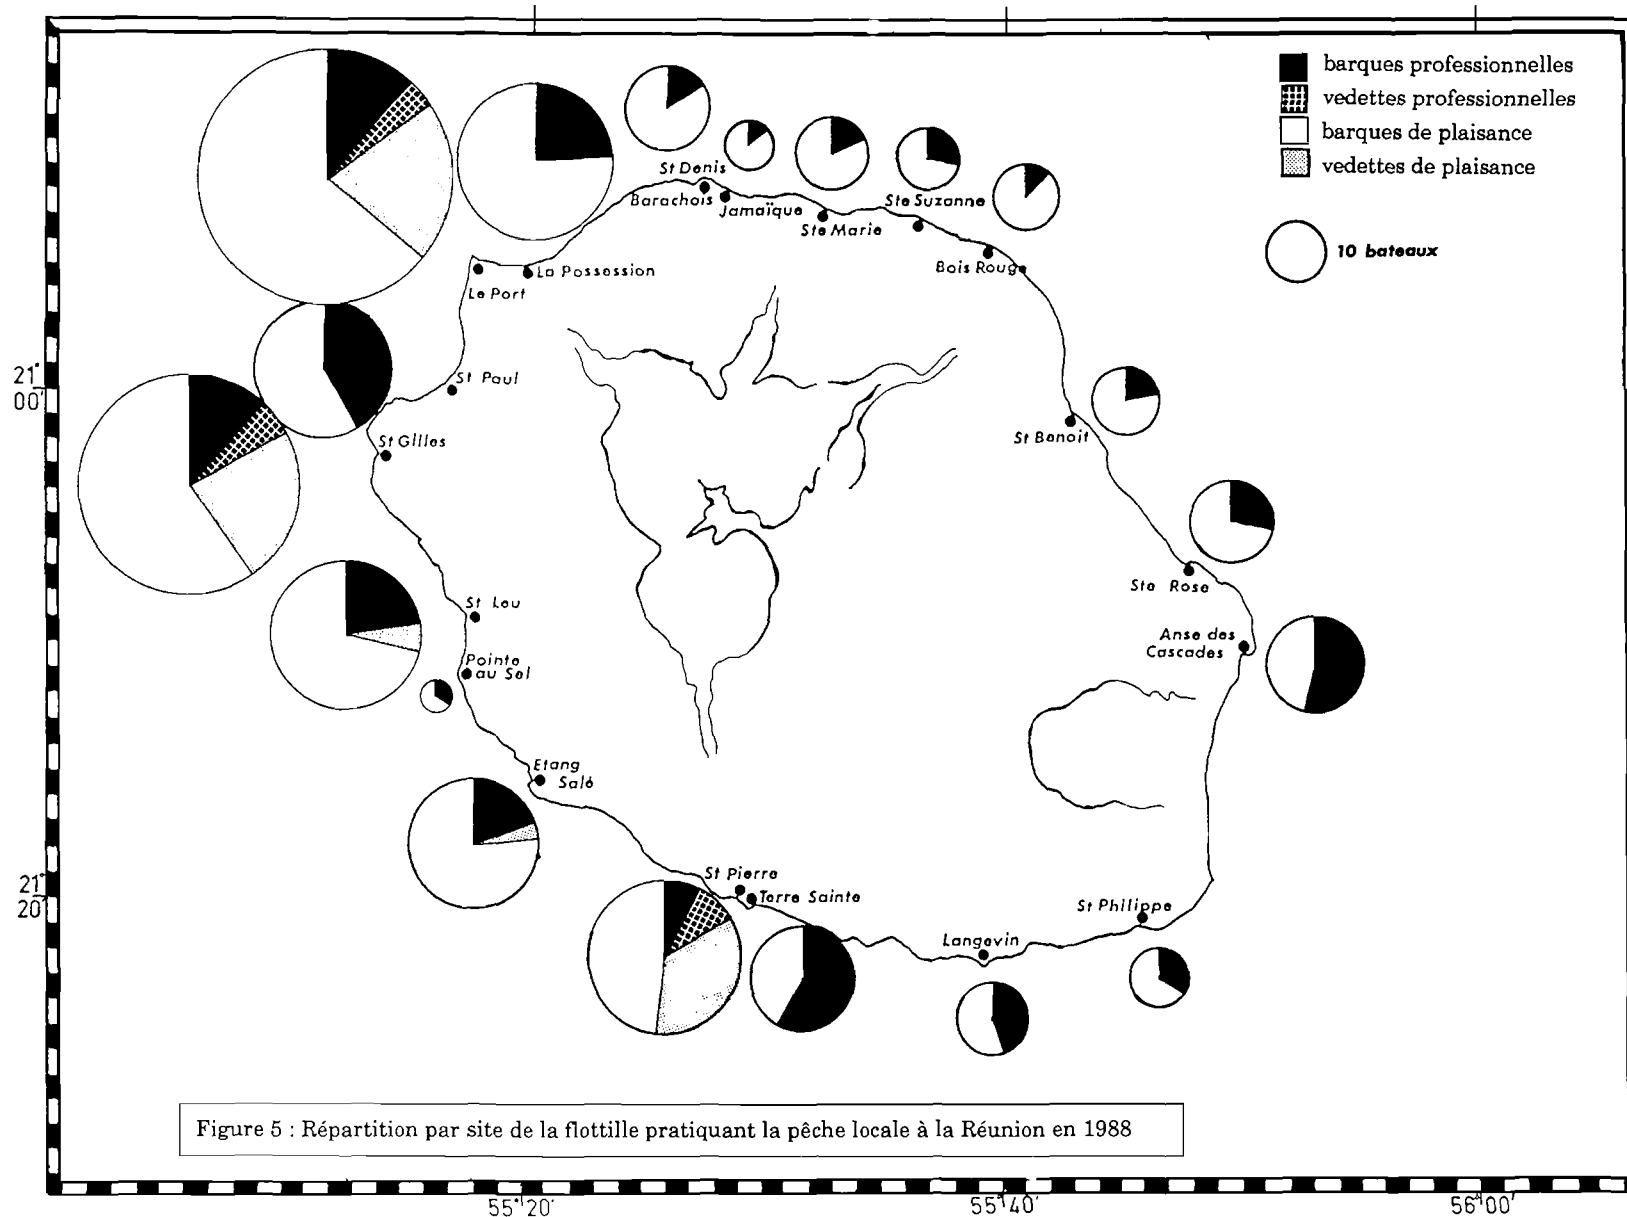 barques professionnelles
vedettes professionnelles
barques de plaisance
vedettes de plaisance
10 bateaux
St Denis
Barachois
Jamaïque
Ste Marie
Ste Suzanne
Bois Rouge
La Possession
Le Port
St Paul
St Gilles
St Benoit
Ste Rose
Anse des
Cascades
St Leu
Pointe
au Sel
Etang
Salé
St Pierre
Terre Sainte
Langevin
St Philippe
21°
00'
21°
20'
Figure 5 : Répartition par site de la flottille pratiquant la pêche locale à la Réunion en 1988
55°20'
55°40'
56°00'